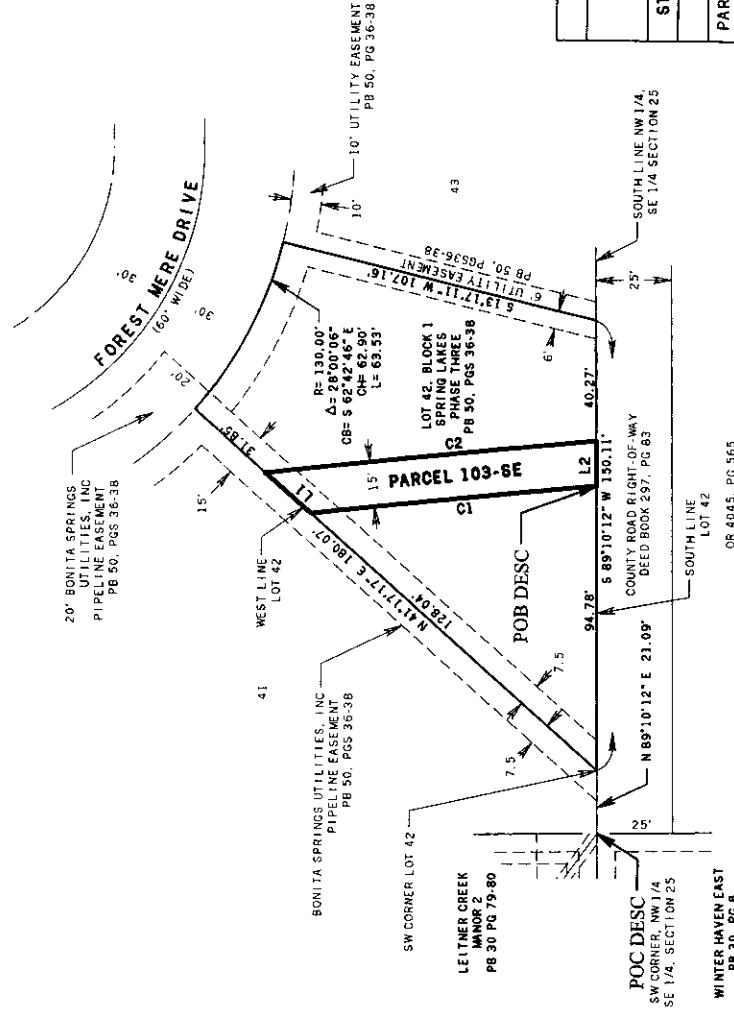 10' UTILITY EASEMENT
PB 50, PG 36-38
FOREST MERE DRIVE
(60' WIDE)
30'
30'
20'
10'
20' BONITA SPRINGS
UTILITIES, INC
PIPELINE EASEMENT
PB 50, PGS 36-38
15'
31.85'
R= 130.00'
Δ= 28°00'06"
CB= S 62°42'46" E
CH= 62.90'
L= 63.53'
43
6' UTILITY EASEMENT
PB 50, PGS36-38
S 13°17'11" W 107.16'
6'
LOT 42, BLOCK 1
SPRING LAKES
PHASE THREE
PB 50, PGS 36-38
WEST LINE
LOT 42
L1
15'
C2
PARCEL 103-SE
C1
L2
41
N 41°17'17" E 180.07'
128.04'
BONITA SPRINGS UTILITIES, INC
PIPELINE EASEMENT
PB 50, PGS 36-38
7.5
7.5
POB DESC
40.27'
SOUTH LINE NW 1/4,
SE 1/4 SECTION 25
25'
94.78'
S 89°10'12" W 150.11'
COUNTY ROAD RIGHT-OF-WAY
DEED BOOK 297, PG 83
SOUTH LINE
LOT 42
OR 4045, PG 565
SW CORNER LOT 42
N 89°10'12" E 21.09'
25'
LEITNER CREEK
MANOR 2
PB 30 PG 79-80
POC DESC
SW CORNER, NW 1/4
SE 1/4, SECTION 25
WINTER HAVEN EAST
PB 30, PG 8
ST
PAR